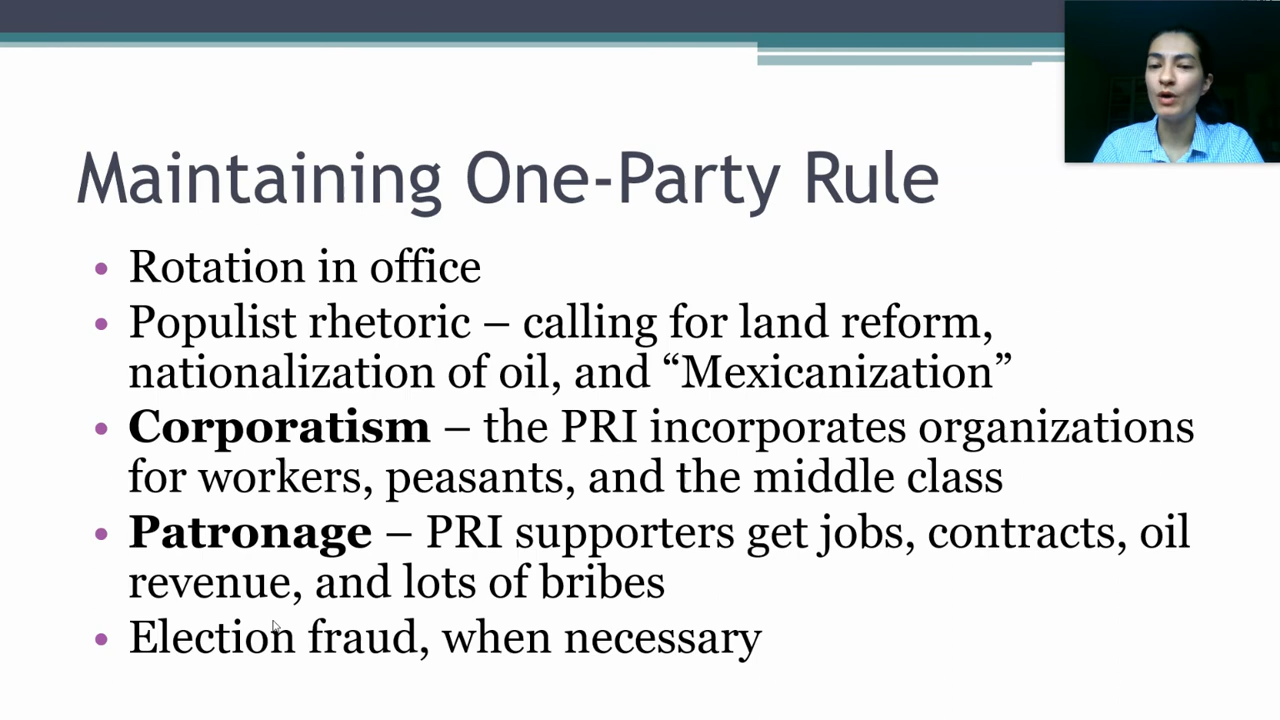 Maintaining One-Party Rule
• Rotation in office
• Populist rhetoric – calling for land reform,
nationalization of oil, and “Mexicanization”
• Corporatism – the PRI incorporates organizations
for workers, peasants, and the middle class
• Patronage – PRI supporters get jobs, contracts, oil
revenue, and lots of bribes
• Election fraud, when necessary